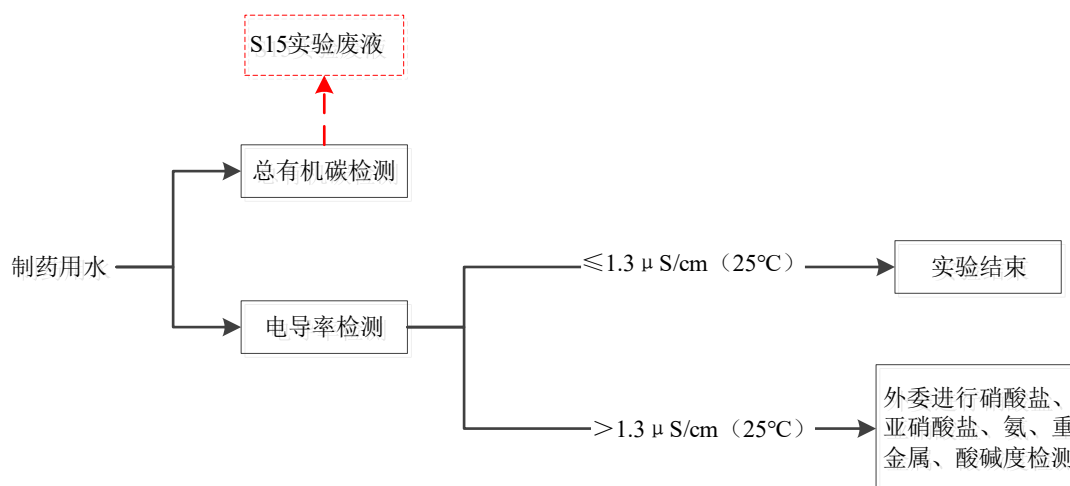 S15实验废液
总有机碳检测
制药用水
≤1.3μS/cm（25℃）
实验结束
电导率检测
＞1.3μS/cm（25℃）
外委进行硝酸盐、
亚硝酸盐、氨、重
金属、酸碱度检测